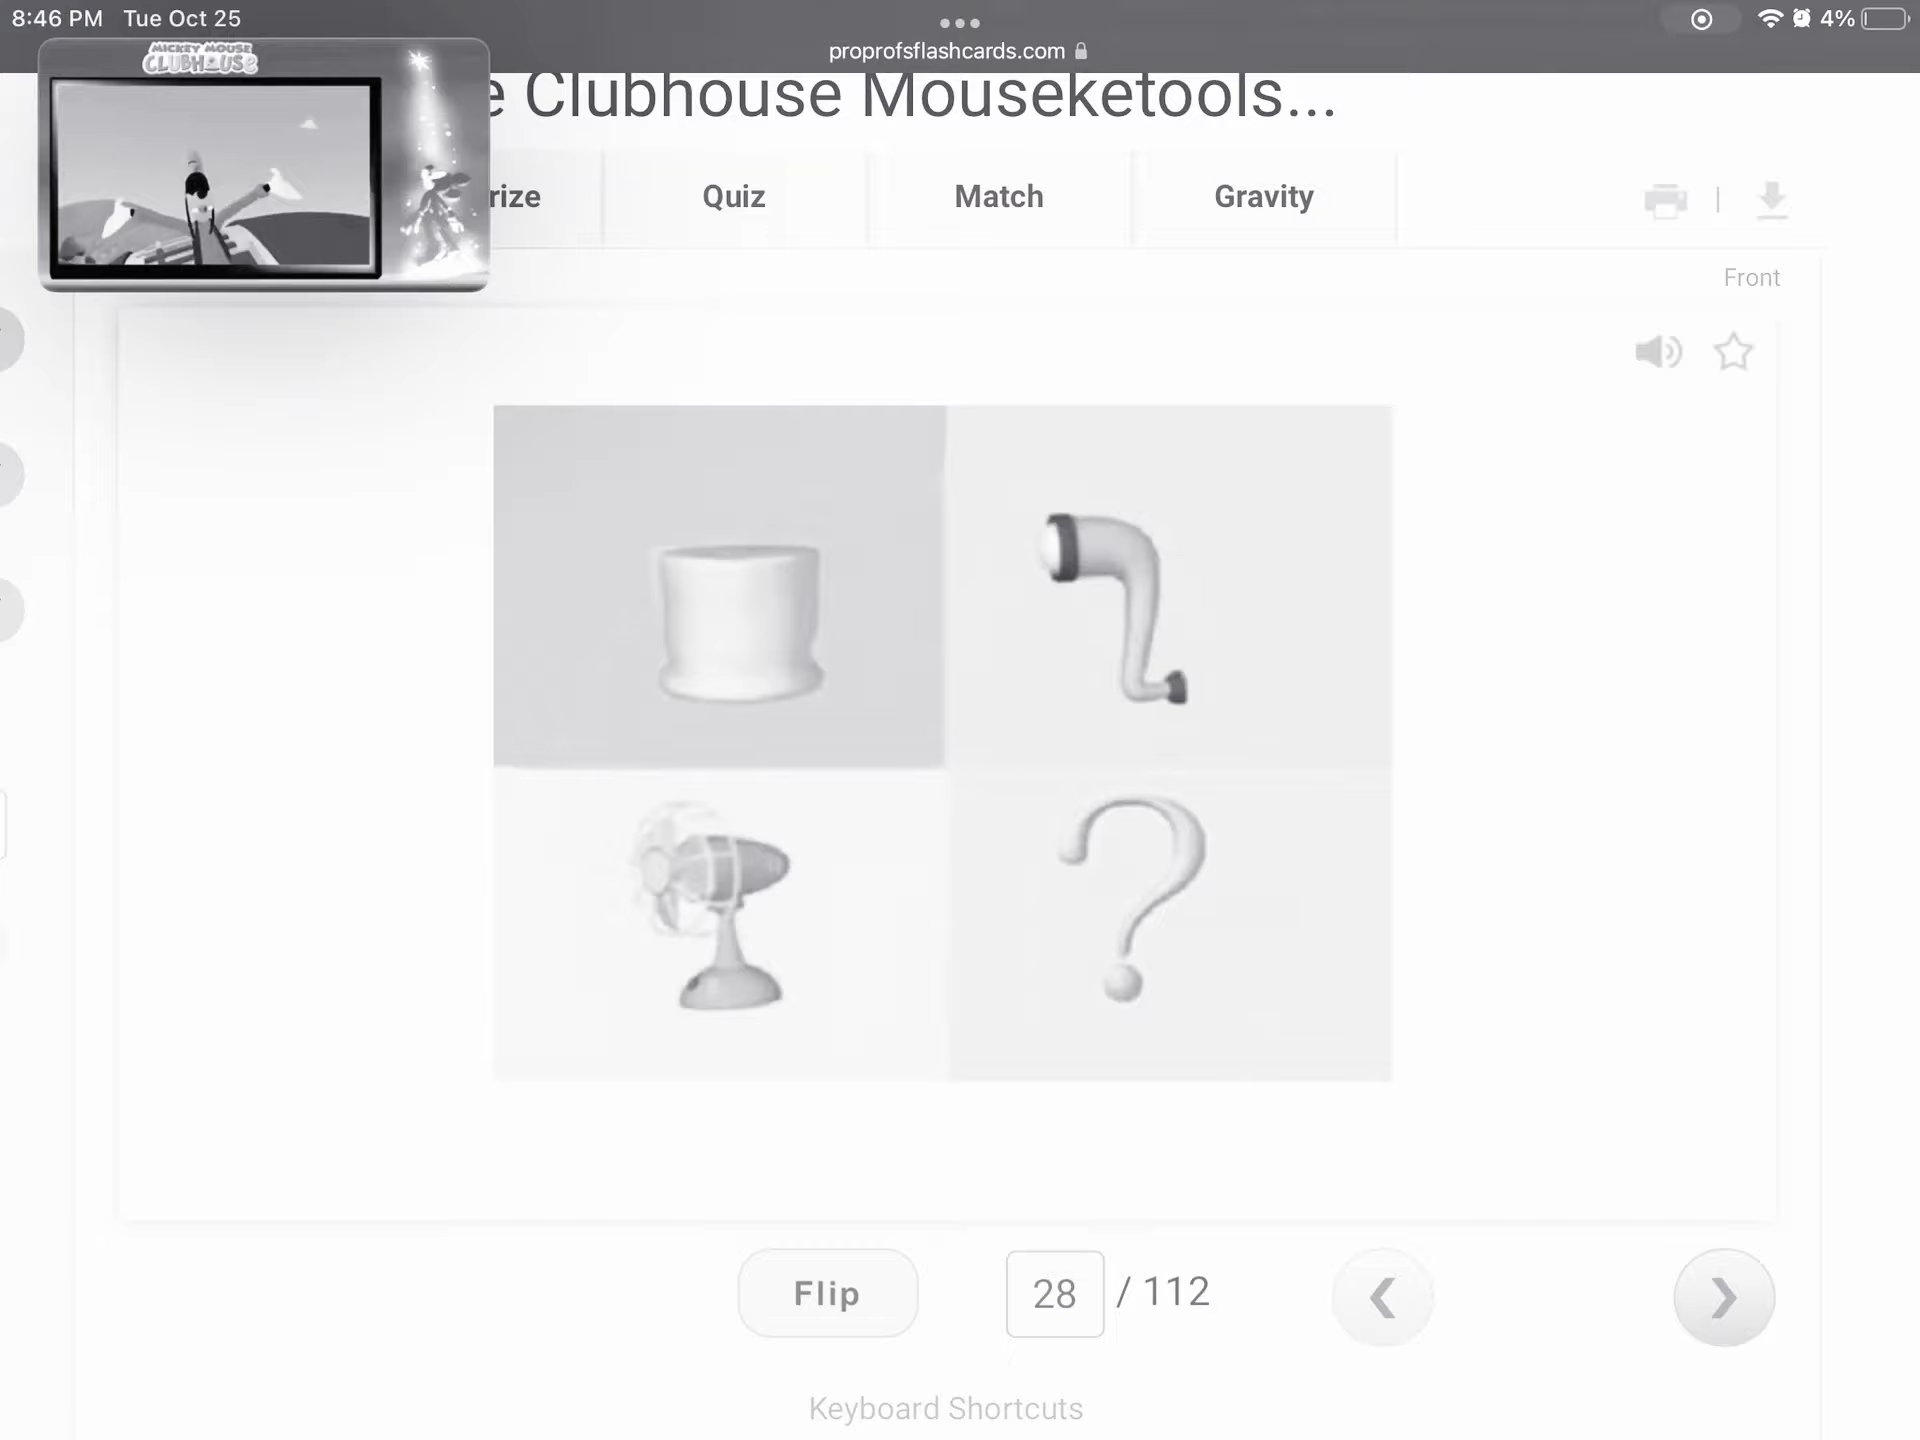 8:46 PM Tue Oct 25
4%
proprofsflashcards.com
MICKEY MOUSE
CLUBHOUSE
e Clubhouse Mouseketools...
rize
Quiz
Match
Gravity
Front
Flip
28 / 112
Keyboard Shortcuts